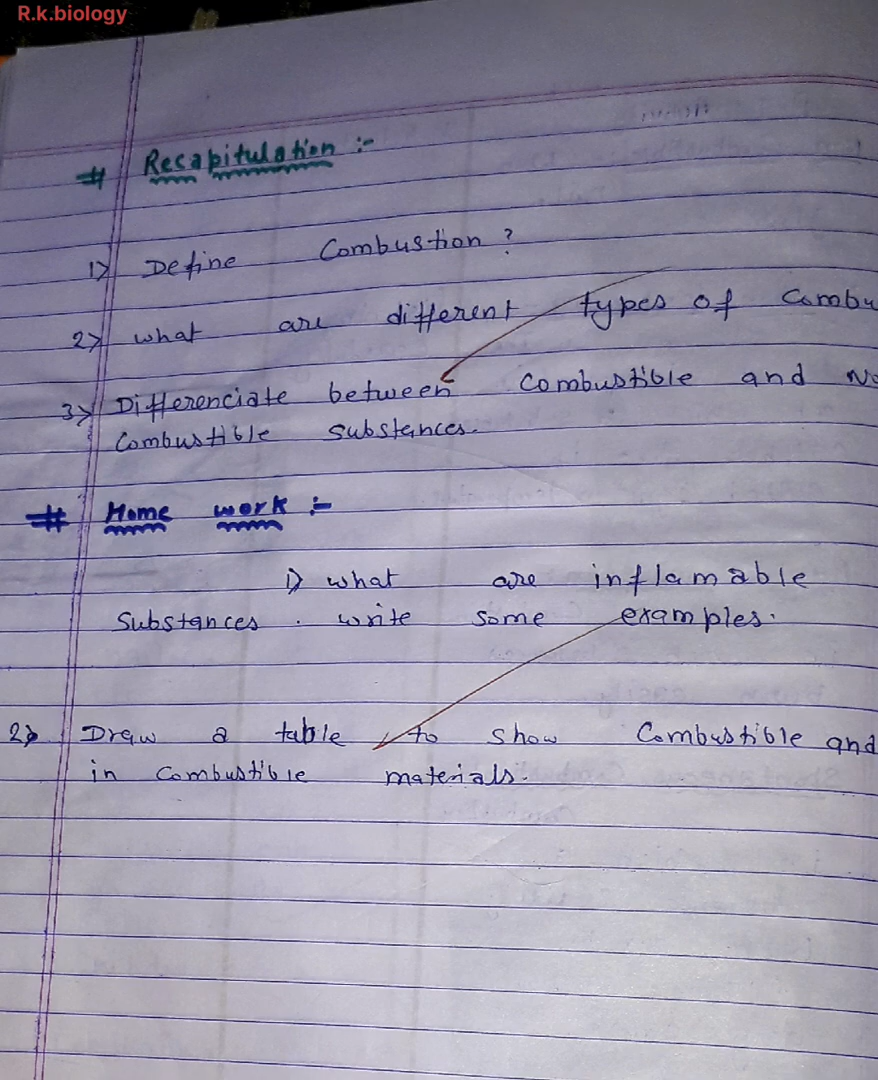 R.k.biology
# Recapitulation :-
1) Define Combustion ?
2) what are different types of Combu
3) Differenciate between Combustible and No
Combustible substances.
# Home work :-
1) what are inflamable
Substances . write some examples.
2) Draw a table to show Combustible and
in combustible materials.